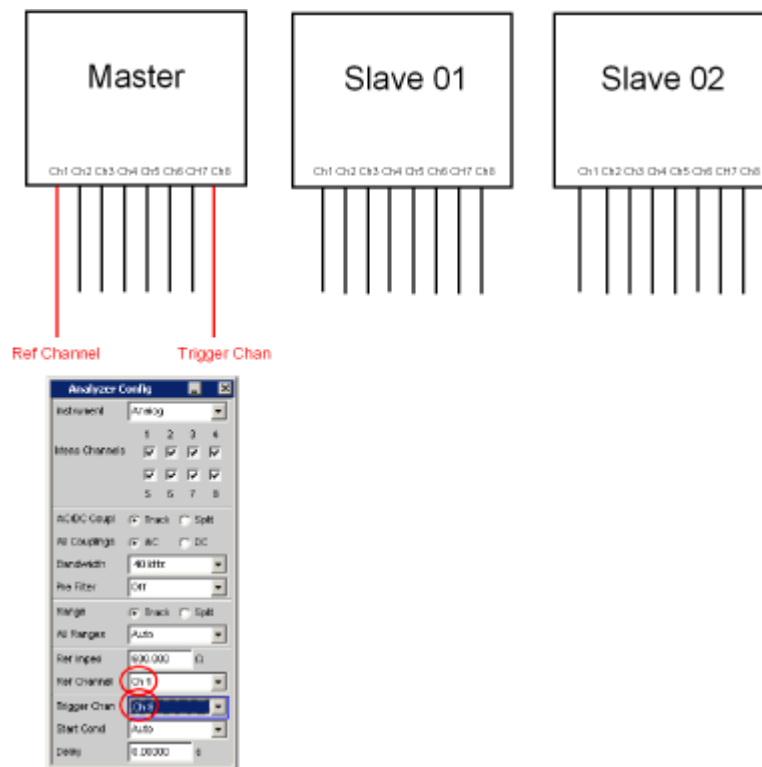 Master
Slave 01
Slave 02
Ch1 Ch2 Ch3 Ch4 Ch5 Ch6 CH7 Ch8
Ch1 Ch2 Ch3 Ch4 Ch5 Ch6 CH7 Ch8
Ch1 Ch2 Ch3 Ch4 Ch5 Ch6 CH7 Ch8
Ref Channel
Trigger Chan
Analyzer Config
Instrument Analog
1 2 3 4
Meas Channels
5 6 7 8
AC/DC Coupl Track Split
All Couplings AC DC
Bandwidth 40 kHz
Pre Filter Off
Range Track Split
All Ranges Auto
Ref Imped 600.000 Ω
Ref Channel Ch 1
Trigger Chan Ch 8
Start Cond Auto
Delay 0.00000 s